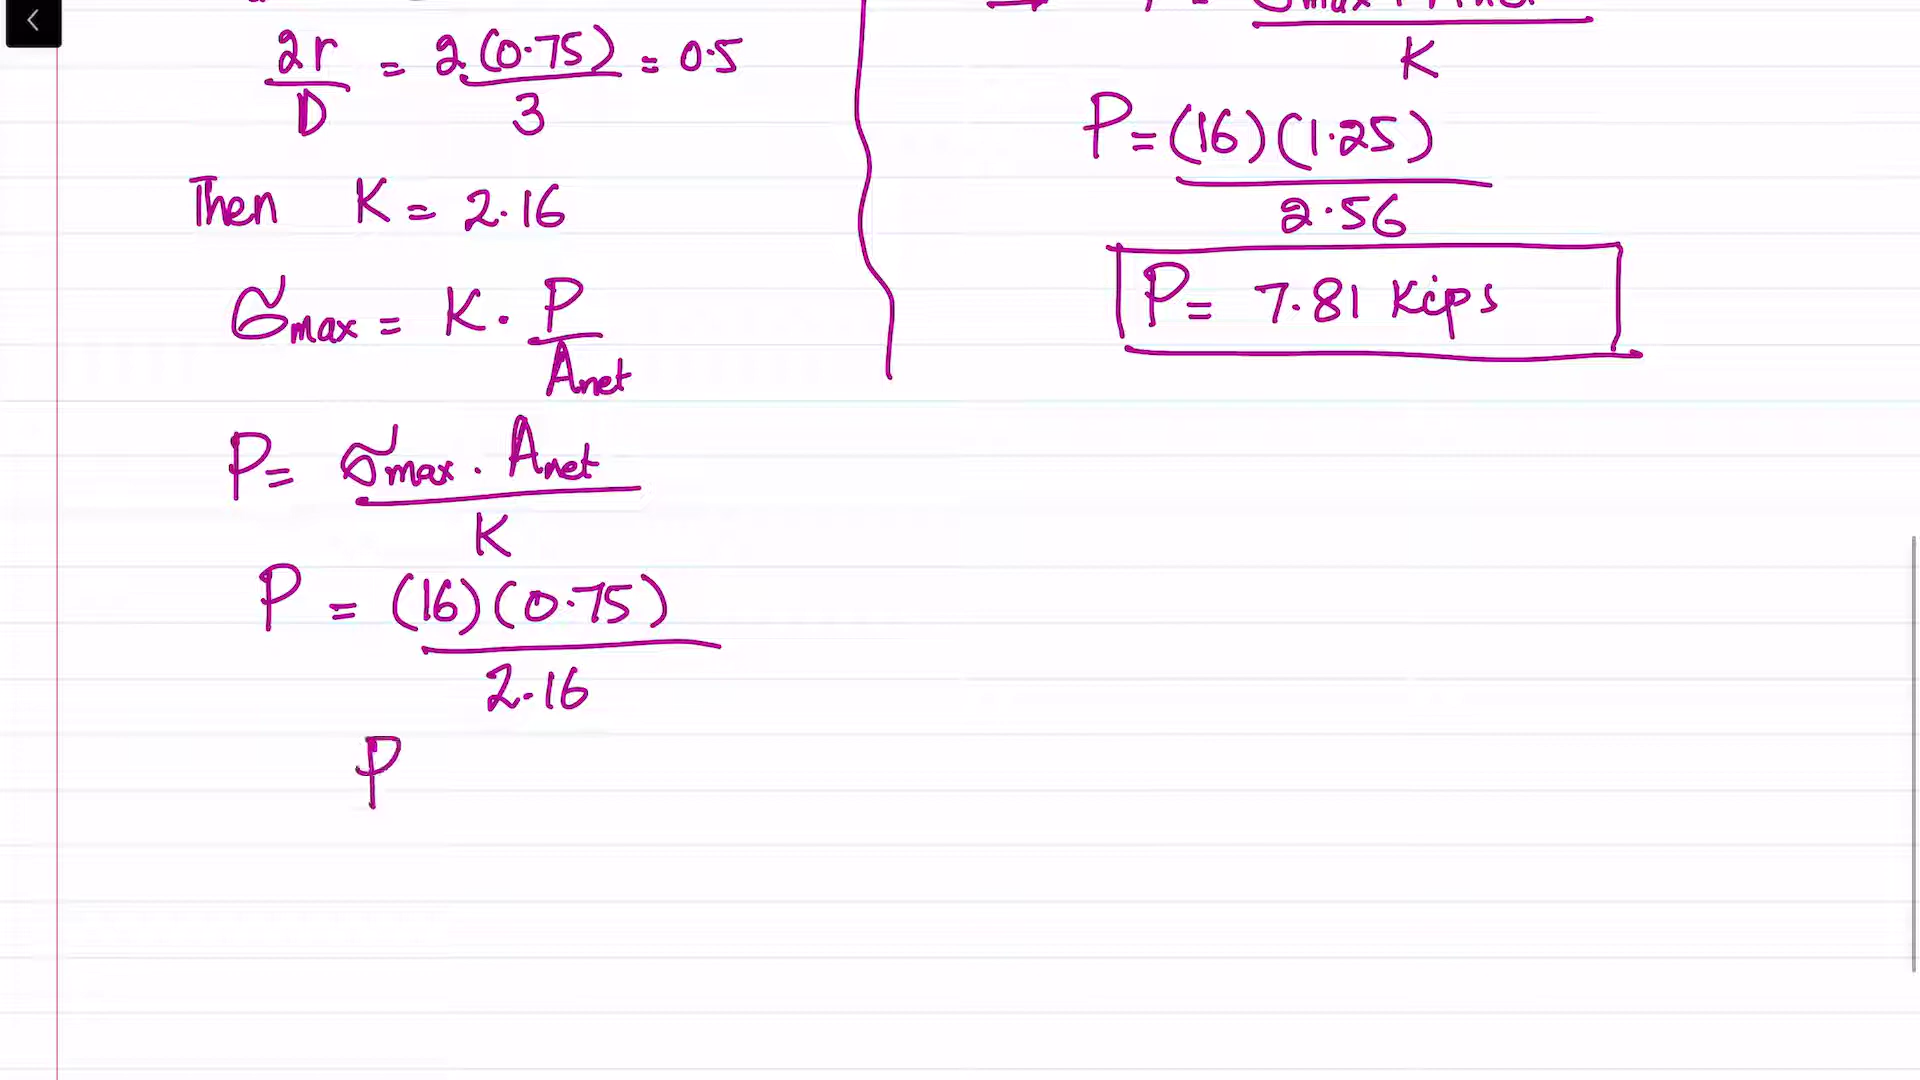 2r/D = 2(0.75)/3 = 0.5
Then K = 2.16
σmax = K · P/Anet
P = σmax · Anet/K
P = (16)(0.75)/2.16
P
K
P = (16)(1.25)/2.56
P = 7.81 Kips